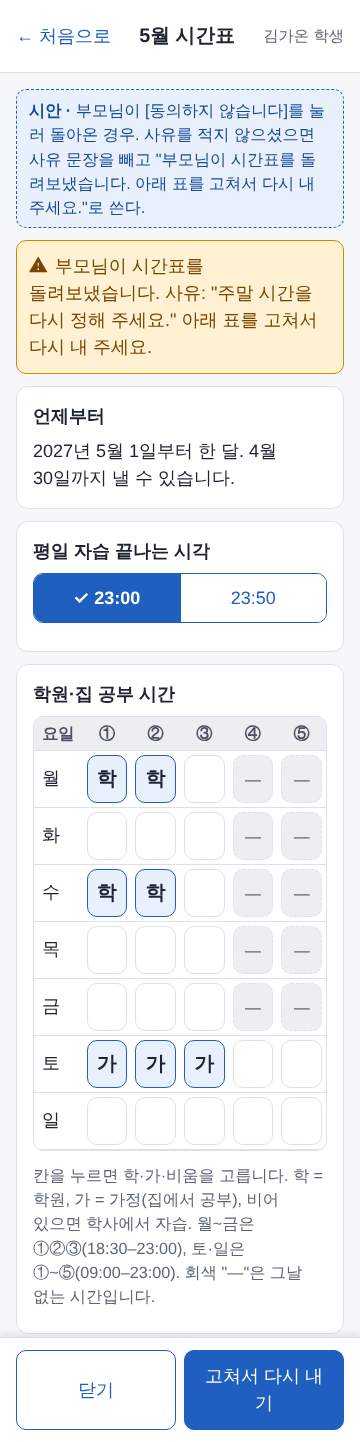 ← 처음으로 5월 시간표 김가온 학생
시안 · 부모님이 [동의하지 않습니다]를 눌
러 돌아온 경우. 사유를 적지 않으셨으면
사유 문장을 빼고 "부모님이 시간표를 돌
려보냈습니다. 아래 표를 고쳐서 다시 내
주세요."로 쓴다.
부모님이 시간표를
돌려보냈습니다. 사유: "주말 시간을
다시 정해 주세요." 아래 표를 고쳐서
다시 내 주세요.
언제부터
2027년 5월 1일부터 한 달. 4월
30일까지 낼 수 있습니다.
평일 자습 끝나는 시각
✓ 23:00 23:50
학원·집 공부 시간
요일 ① ② ③ ④ ⑤
월 학 학 — —
화 — —
수 학 학 — —
목 — —
금 — —
토 가 가 가
일
칸을 누르면 학·가·비움을 고릅니다. 학 =
학원, 가 = 가정(집에서 공부), 비어
있으면 학사에서 자습. 월~금은
①②③(18:30–23:00), 토·일은
①~⑤(09:00–23:00). 회색 "—"은 그날
없는 시간입니다.
닫기
고쳐서 다시 내
기